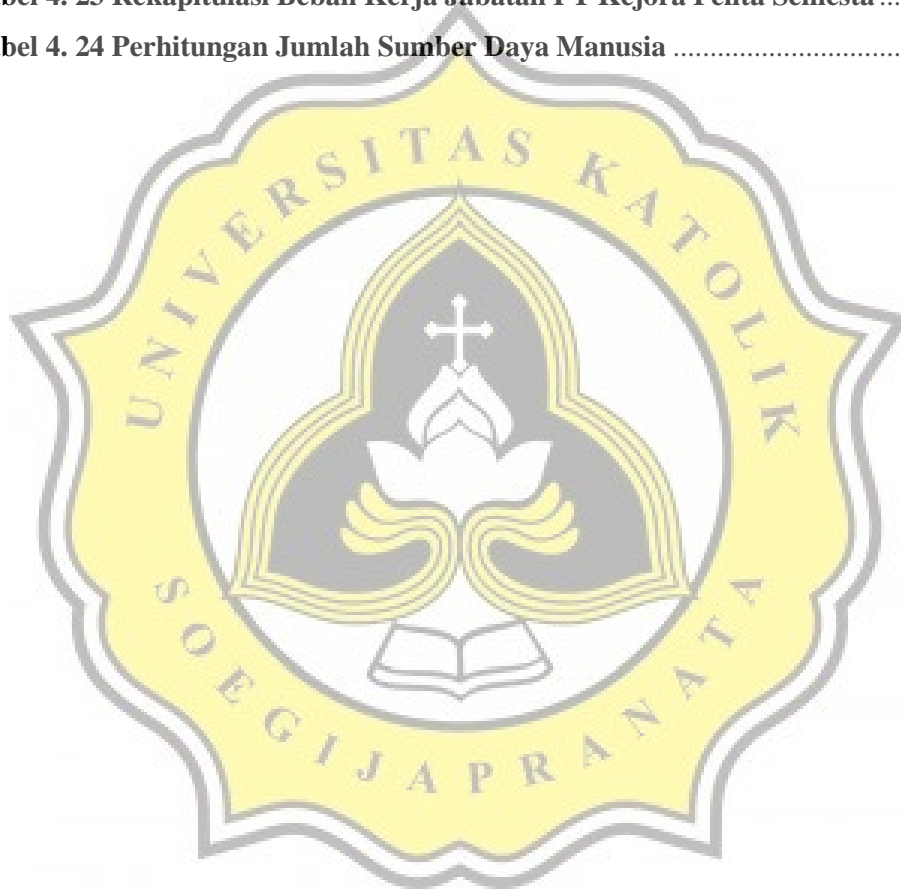 bel 4. 23 Rekapitulasi Beban Kerja Jabatan PT Kejora Penta Semesta ...
bel 4. 24 Perhitungan Jumlah Sumber Daya Manusia ................................
UNIVERSITAS KATOLIK
SOEGIJAPRANATA